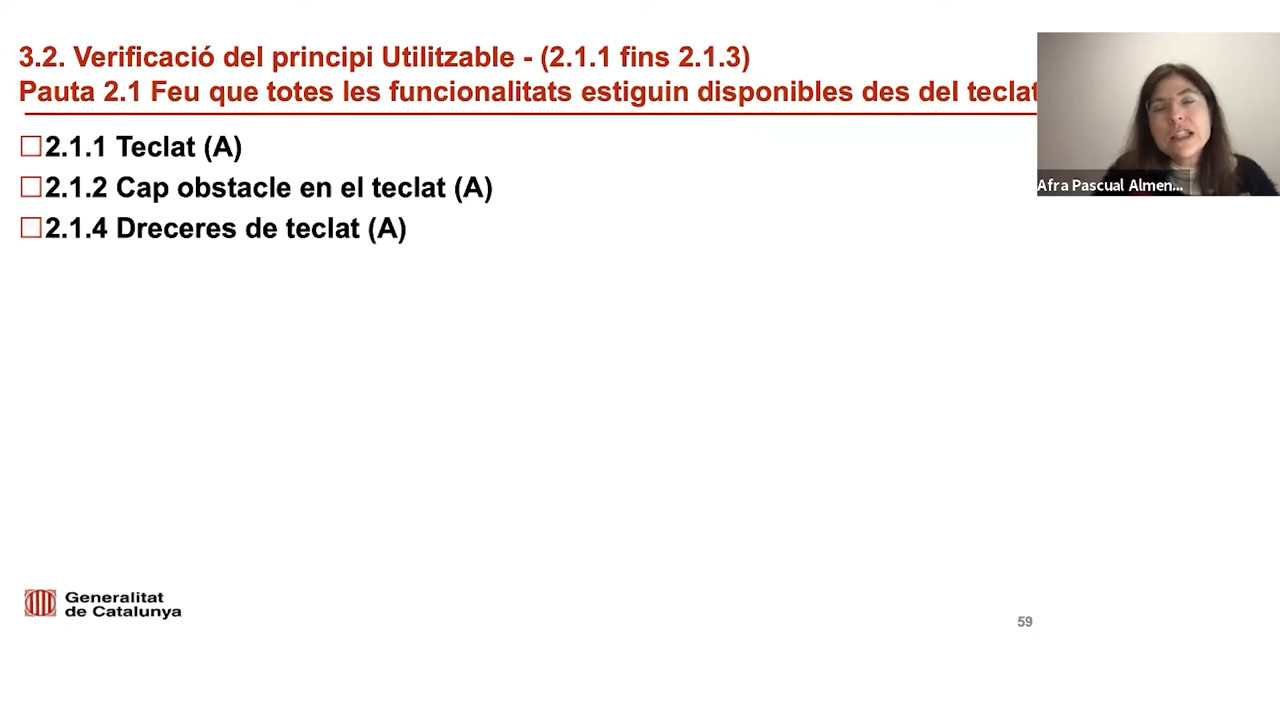 3.2. Verificació del principi Utilitzable - (2.1.1 fins 2.1.3)
Pauta 2.1 Feu que totes les funcionalitats estiguin disponibles des del teclat
2.1.1 Teclat (A)
2.1.2 Cap obstacle en el teclat (A)
2.1.4 Dreceres de teclat (A)
Afra Pascual Almen...
Generalitat
de Catalunya
59